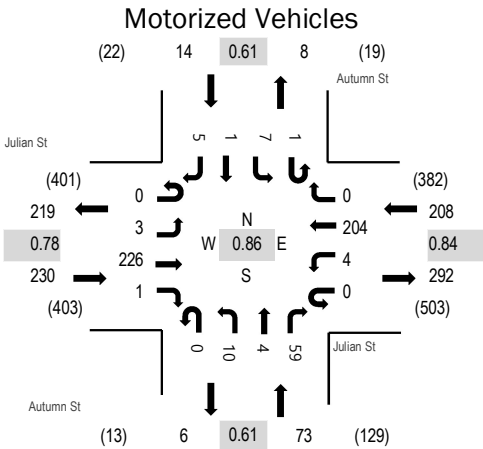 Motorized Vehicles
(22) 14 0.61 8 (19)
Autumn St
Julian St
5 1 7 1
(401) 0 0 (382)
219 3 N 204 208
0.78 W 0.86 E 0.84
230 226 S 4 292
(403) 1 0 (503)
0 10 4 59
Julian St
Autumn St
(13) 6 0.61 73 (129)